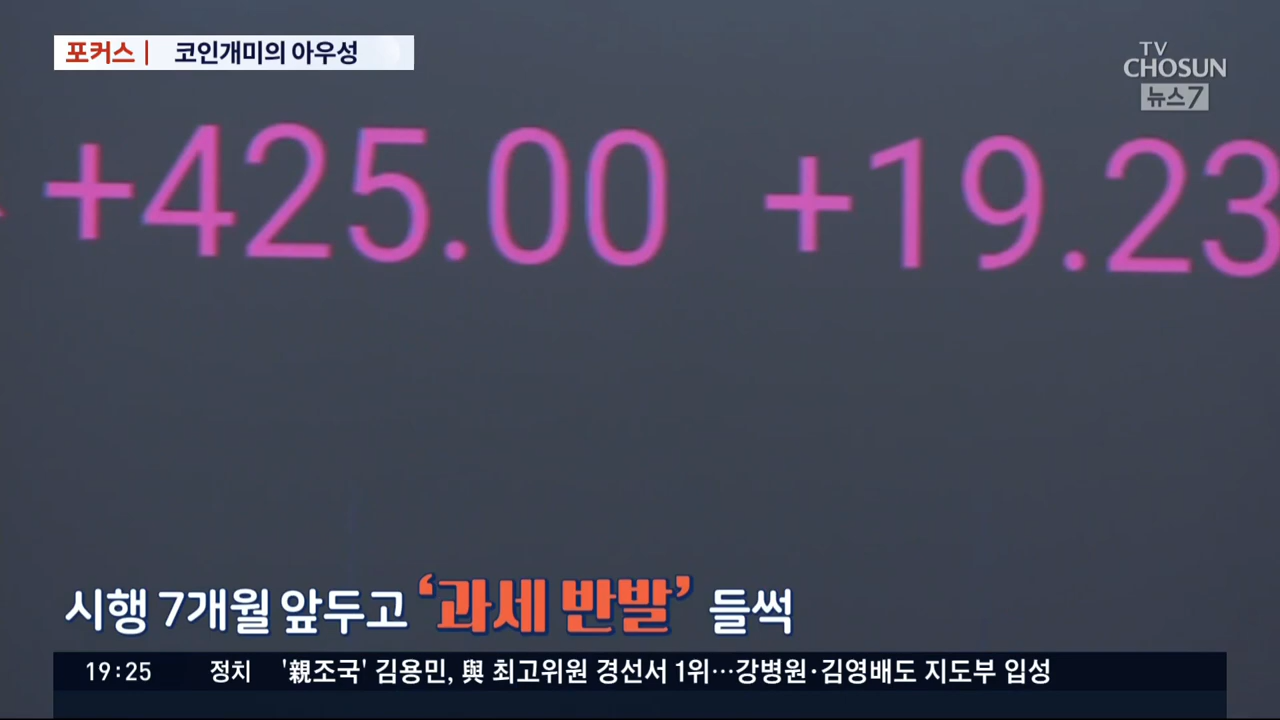 포커스| 코인개미의 아우성
TV
CHOSUN
뉴스7
+425.00 +19.23
시행 7개월 앞두고 '과세 반발' 들썩
19:25 정치 '親조국' 김용민, 與 최고위원 경선서 1위…강병원·김영배도 지도부 입성